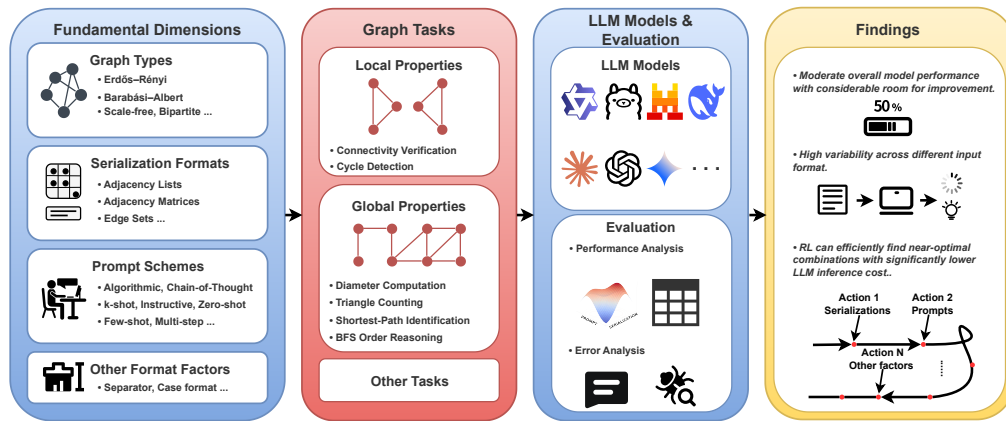 Fundamental Dimensions
Graph Types
• Erdős–Rényi
• Barabási–Albert
• Scale-free, Bipartite ...
Serialization Formats
• Adjacency Lists
• Adjacency Matrices
• Edge Sets ...
Prompt Schemes
• Algorithmic, Chain-of-Thought
• k-shot, Instructive, Zero-shot
• Few-shot, Multi-step ...
Other Format Factors
• Separator, Case format ...
Graph Tasks
Local Properties
• Connectivity Verification
• Cycle Detection
Global Properties
• Diameter Computation
• Triangle Counting
• Shortest-Path Identification
• BFS Order Reasoning
Other Tasks
LLM Models &
Evaluation
LLM Models
. . .
Evaluation
• Performance Analysis
PROMPT
SERIALIZATION
• Error Analysis
Findings
• Moderate overall model performance
with considerable room for improvement.
50 %
• High variability across different input
format.
• RL can efficiently find near-optimal
combinations with significantly lower
LLM inference cost..
Action 1
Serializations
Action 2
Prompts
Action N
Other factors